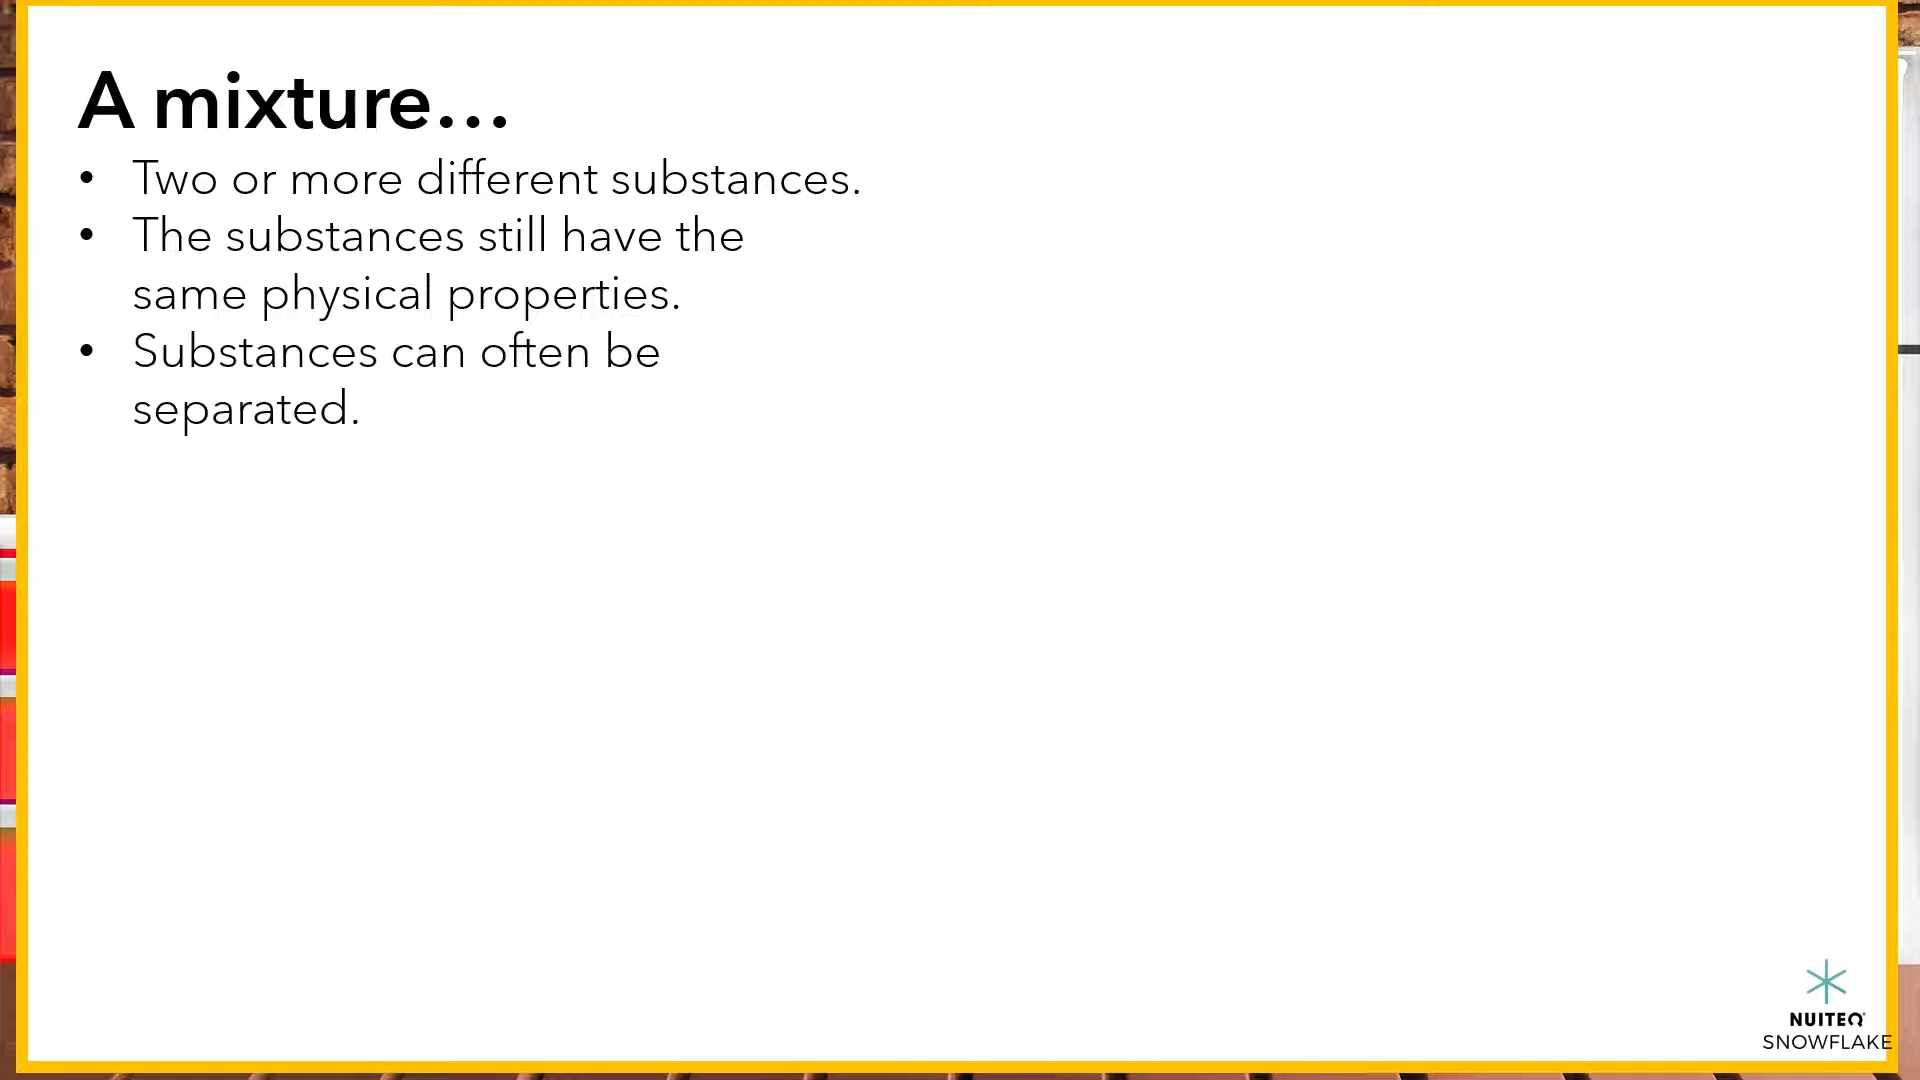 A mixture…
• Two or more different substances.
• The substances still have the
same physical properties.
• Substances can often be
separated.
NUITEQ®
SNOWFLAKE